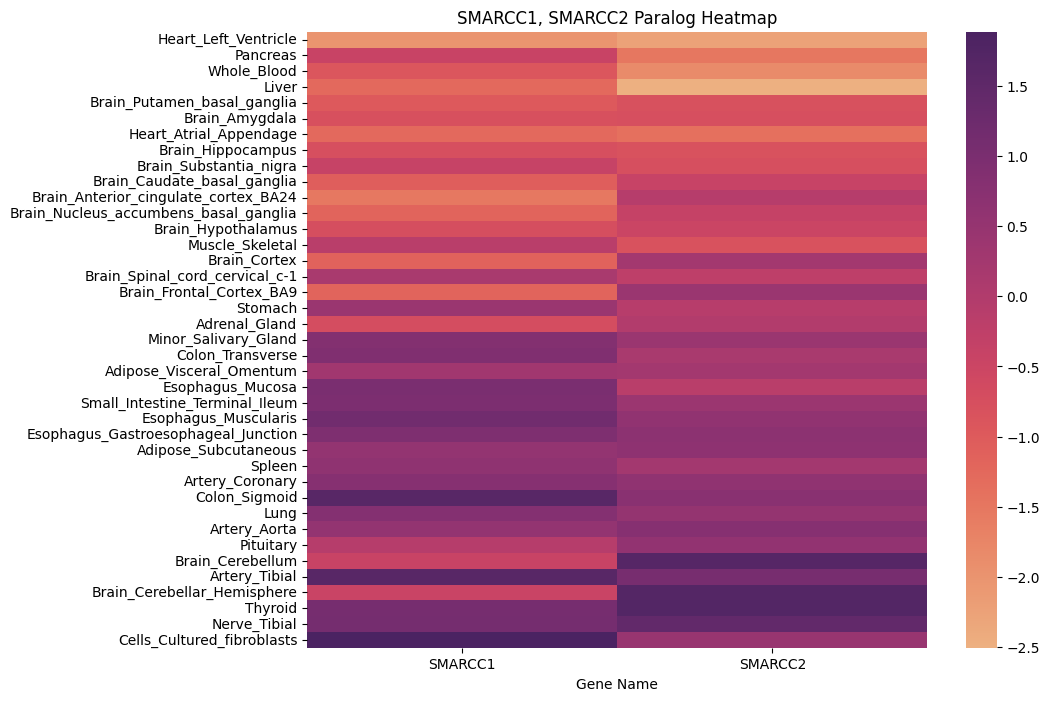 SMARCC1, SMARCC2 Paralog Heatmap
Heart_Left_Ventricle
Pancreas
Whole_Blood
Liver
Brain_Putamen_basal_ganglia
Brain_Amygdala
Heart_Atrial_Appendage
Brain_Hippocampus
Brain_Substantia_nigra
Brain_Caudate_basal_ganglia
Brain_Anterior_cingulate_cortex_BA24
Brain_Nucleus_accumbens_basal_ganglia
Brain_Hypothalamus
Muscle_Skeletal
Brain_Cortex
Brain_Spinal_cord_cervical_c-1
Brain_Frontal_Cortex_BA9
Stomach
Adrenal_Gland
Minor_Salivary_Gland
Colon_Transverse
Adipose_Visceral_Omentum
Esophagus_Mucosa
Small_Intestine_Terminal_Ileum
Esophagus_Muscularis
Esophagus_Gastroesophageal_Junction
Adipose_Subcutaneous
Spleen
Artery_Coronary
Colon_Sigmoid
Lung
Artery_Aorta
Pituitary
Brain_Cerebellum
Artery_Tibial
Brain_Cerebellar_Hemisphere
Thyroid
Nerve_Tibial
Cells_Cultured_fibroblasts
SMARCC1 SMARCC2
Gene Name
1.5
1.0
0.5
0.0
−0.5
−1.0
−1.5
−2.0
−2.5